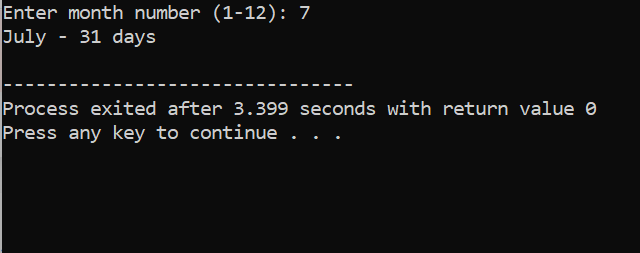 Enter month number (1-12): 7
July - 31 days
--------------------------------
Process exited after 3.399 seconds with return value 0
Press any key to continue . . .